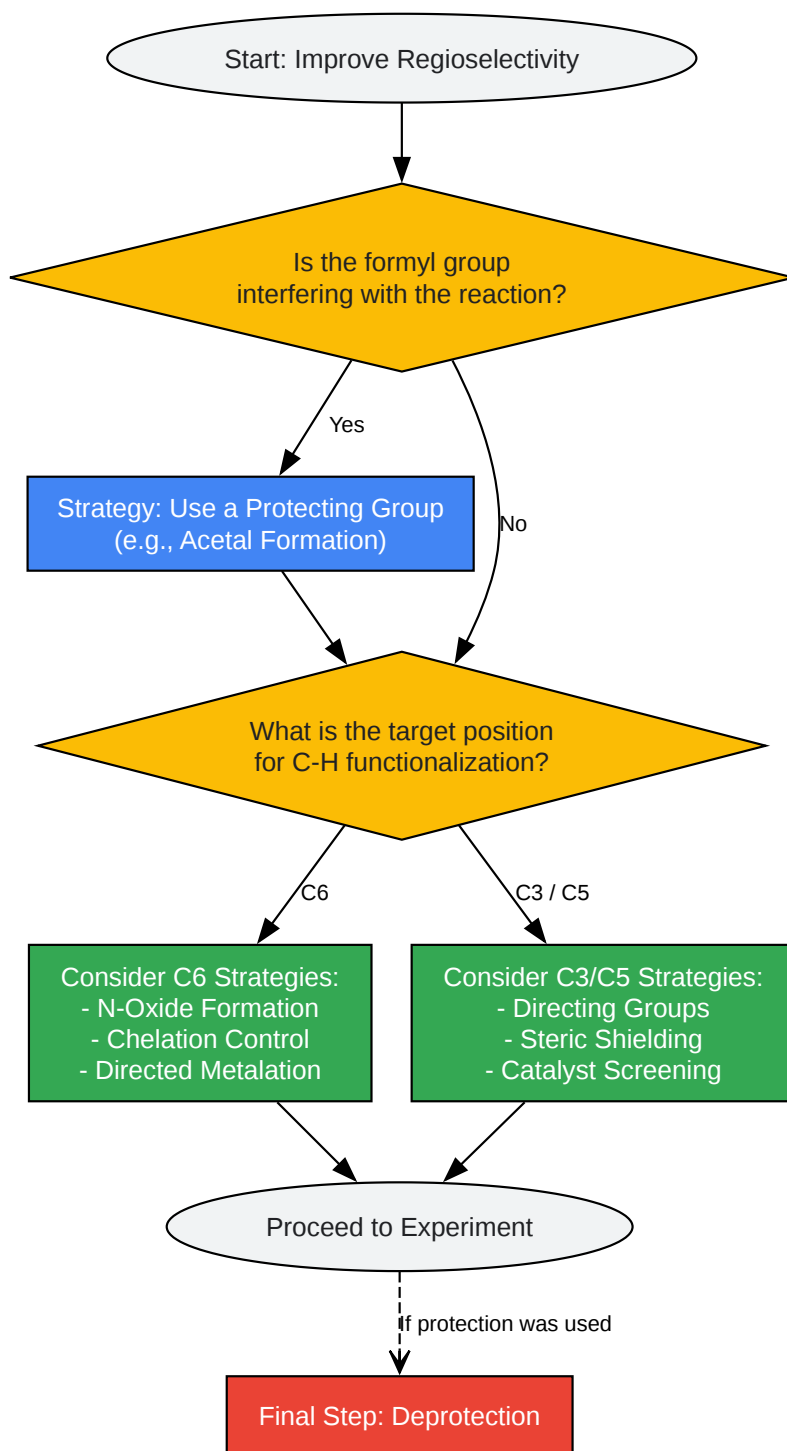 Start: Improve Regioselectivity
Is the formyl group
interfering with the reaction?
Yes
No
Strategy: Use a Protecting Group
(e.g., Acetal Formation)
What is the target position
for C-H functionalization?
C6
C3 / C5
Consider C6 Strategies:
- N-Oxide Formation
- Chelation Control
- Directed Metalation
Consider C3/C5 Strategies:
- Directing Groups
- Steric Shielding
- Catalyst Screening
Proceed to Experiment
If protection was used
Final Step: Deprotection